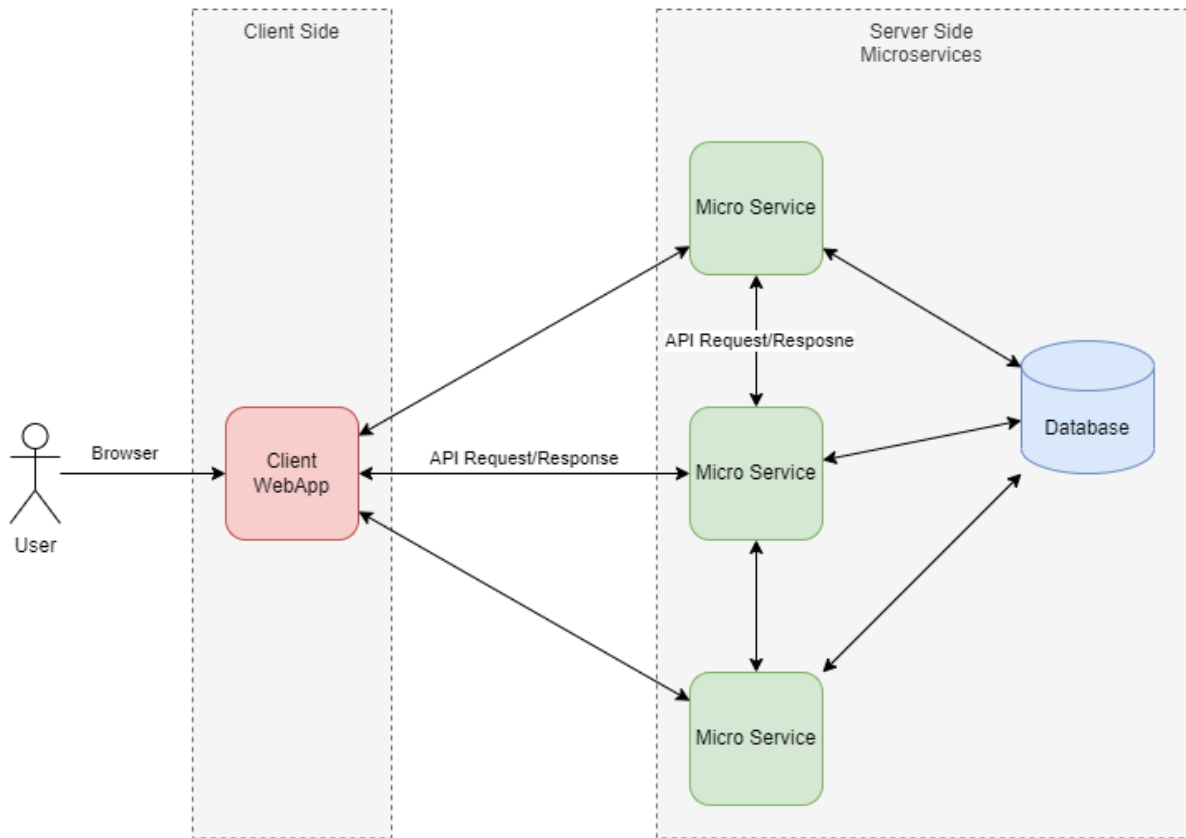 Client Side
Server Side
Microservices
Micro Service
API Request/Resposne
Browser
Client
WebApp
API Request/Response
Micro Service
Database
User
Micro Service